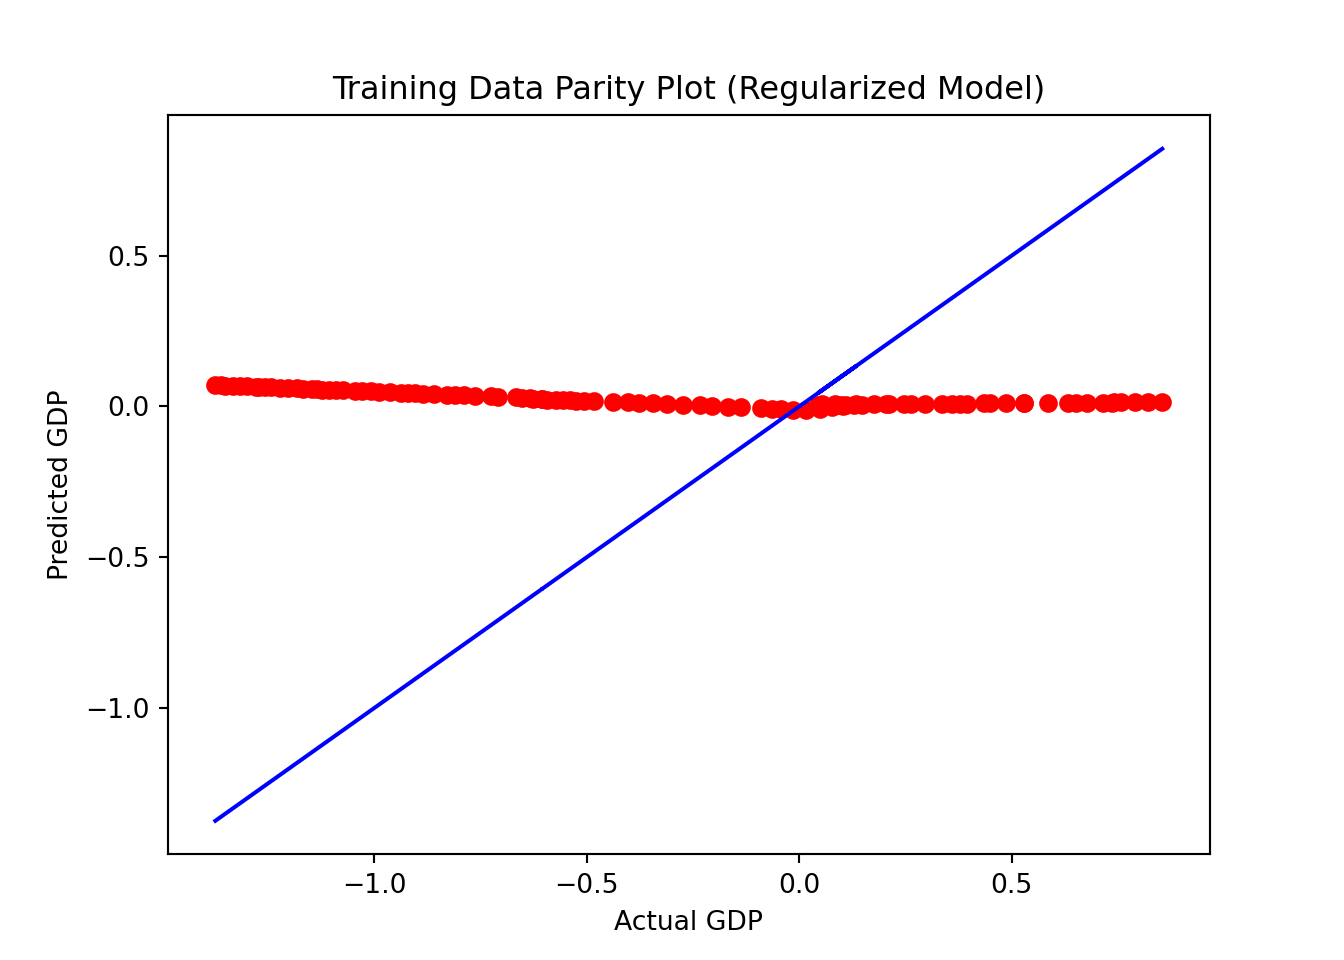 Training Data Parity Plot (Regularized Model)
0.5
0.0
−0.5
−1.0
Predicted GDP
−1.0 −0.5 0.0 0.5
Actual GDP